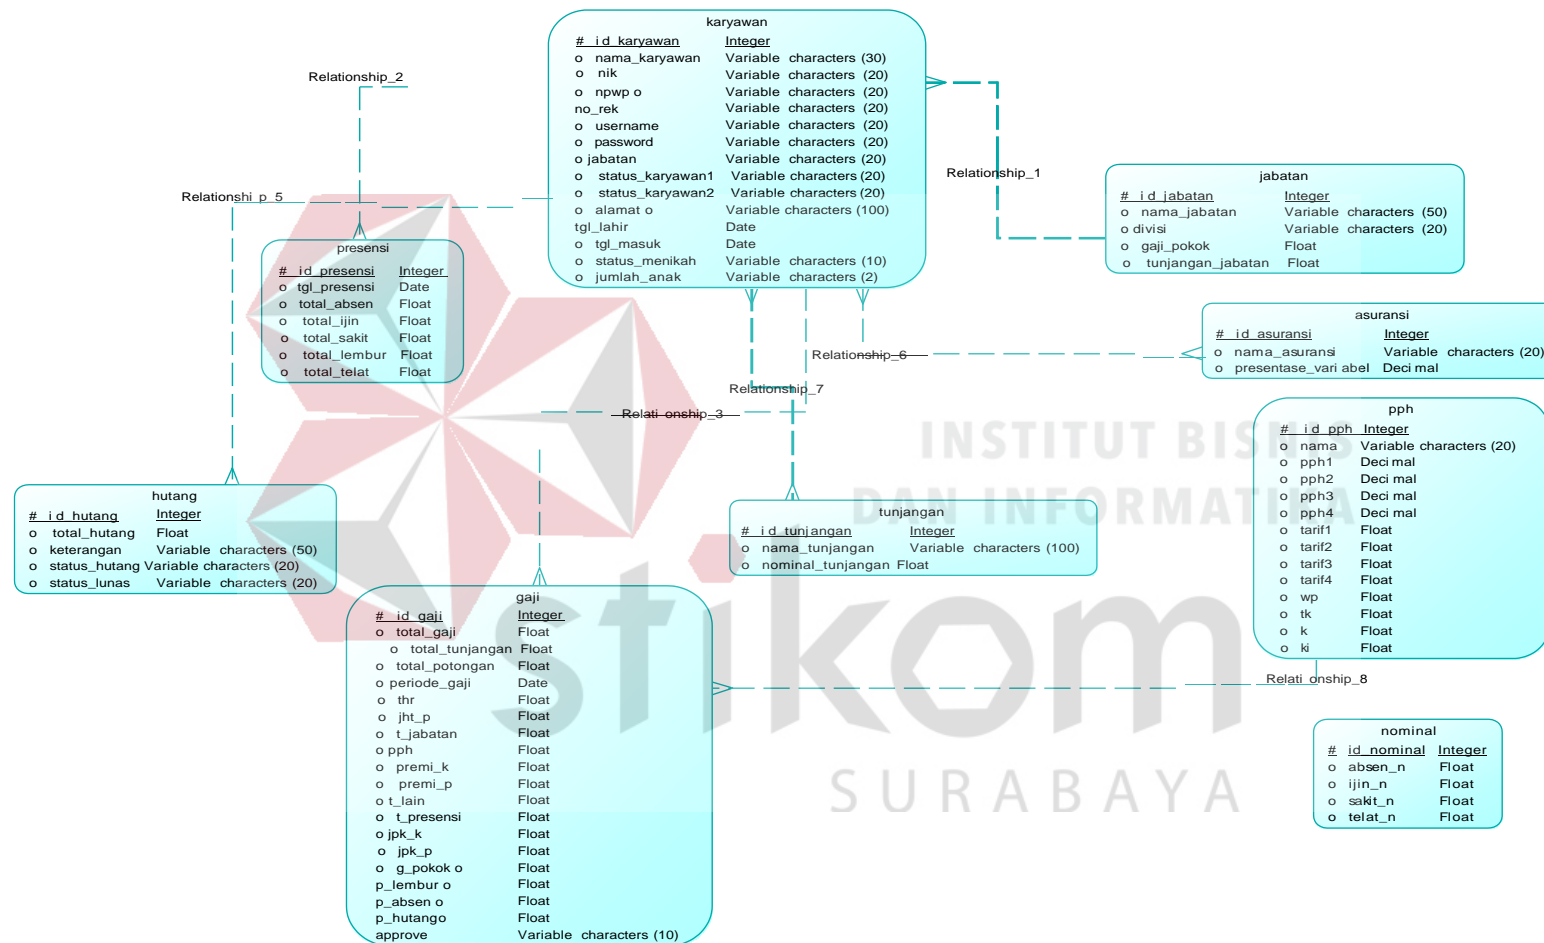 karyawan
# id_karyawan Integer
o nama_karyawan Variable characters (30)
o nik Variable characters (20)
o npwp o Variable characters (20)
no_rek Variable characters (20)
o username Variable characters (20)
o password Variable characters (20)
o jabatan Variable characters (20)
o status_karyawan1 Variable characters (20)
o status_karyawan2 Variable characters (20)
o alamat o Variable characters (100)
tgl_lahir Date
o tgl_masuk Date
o status_menikah Variable characters (10)
o jumlah_anak Variable characters (2)
Relationship_2
Relationship_1
Relationshi p_5
jabatan
# id_jabatan Integer
o nama_jabatan Variable characters (50)
o divisi Variable characters (20)
o gaji_pokok Float
o tunjangan_jabatan Float
presensi
# id_presensi Integer
o tgl_presensi Date
o total_absen Float
o total_ijin Float
o total_sakit Float
o total_lembur Float
o total_telat Float
asuransi
# id_asuransi Integer
o nama_asuransi Variable characters (20)
o presentase_vari abel Deci mal
Relationship_6
Relationship_7
Relati onship_3
pph
# id_pph Integer
o nama Variable characters (20)
o pph1 Deci mal
o pph2 Deci mal
o pph3 Deci mal
o pph4 Deci mal
o tarif1 Float
o tarif2 Float
o tarif3 Float
o tarif4 Float
o wp Float
o tk Float
o k Float
o ki Float
INSTITUT BISNIS
DAN INFORMATIKA
hutang
# id_hutang Integer
o total_hutang Float
o keterangan Variable characters (50)
o status_hutang Variable characters (20)
o status_lunas Variable characters (20)
tunjangan
# id_tunjangan Integer
o nama_tunjangan Variable characters (100)
o nominal_tunjangan Float
gaji
# id_gaji Integer
o total_gaji Float
o total_tunjangan Float
o total_potongan Float
o periode_gaji Date
o thr Float
o jht_p Float
o t_jabatan Float
o pph Float
o premi_k Float
o premi_p Float
o t_lain Float
o t_presensi Float
o jpk_k Float
o jpk_p Float
o g_pokok o Float
p_lembur o Float
p_absen o Float
p_hutang o Float
approve Variable characters (10)
stikom
SURABAYA
Relati onship_8
nominal
# id_nominal Integer
o absen_n Float
o ijin_n Float
o sakit_n Float
o telat_n Float